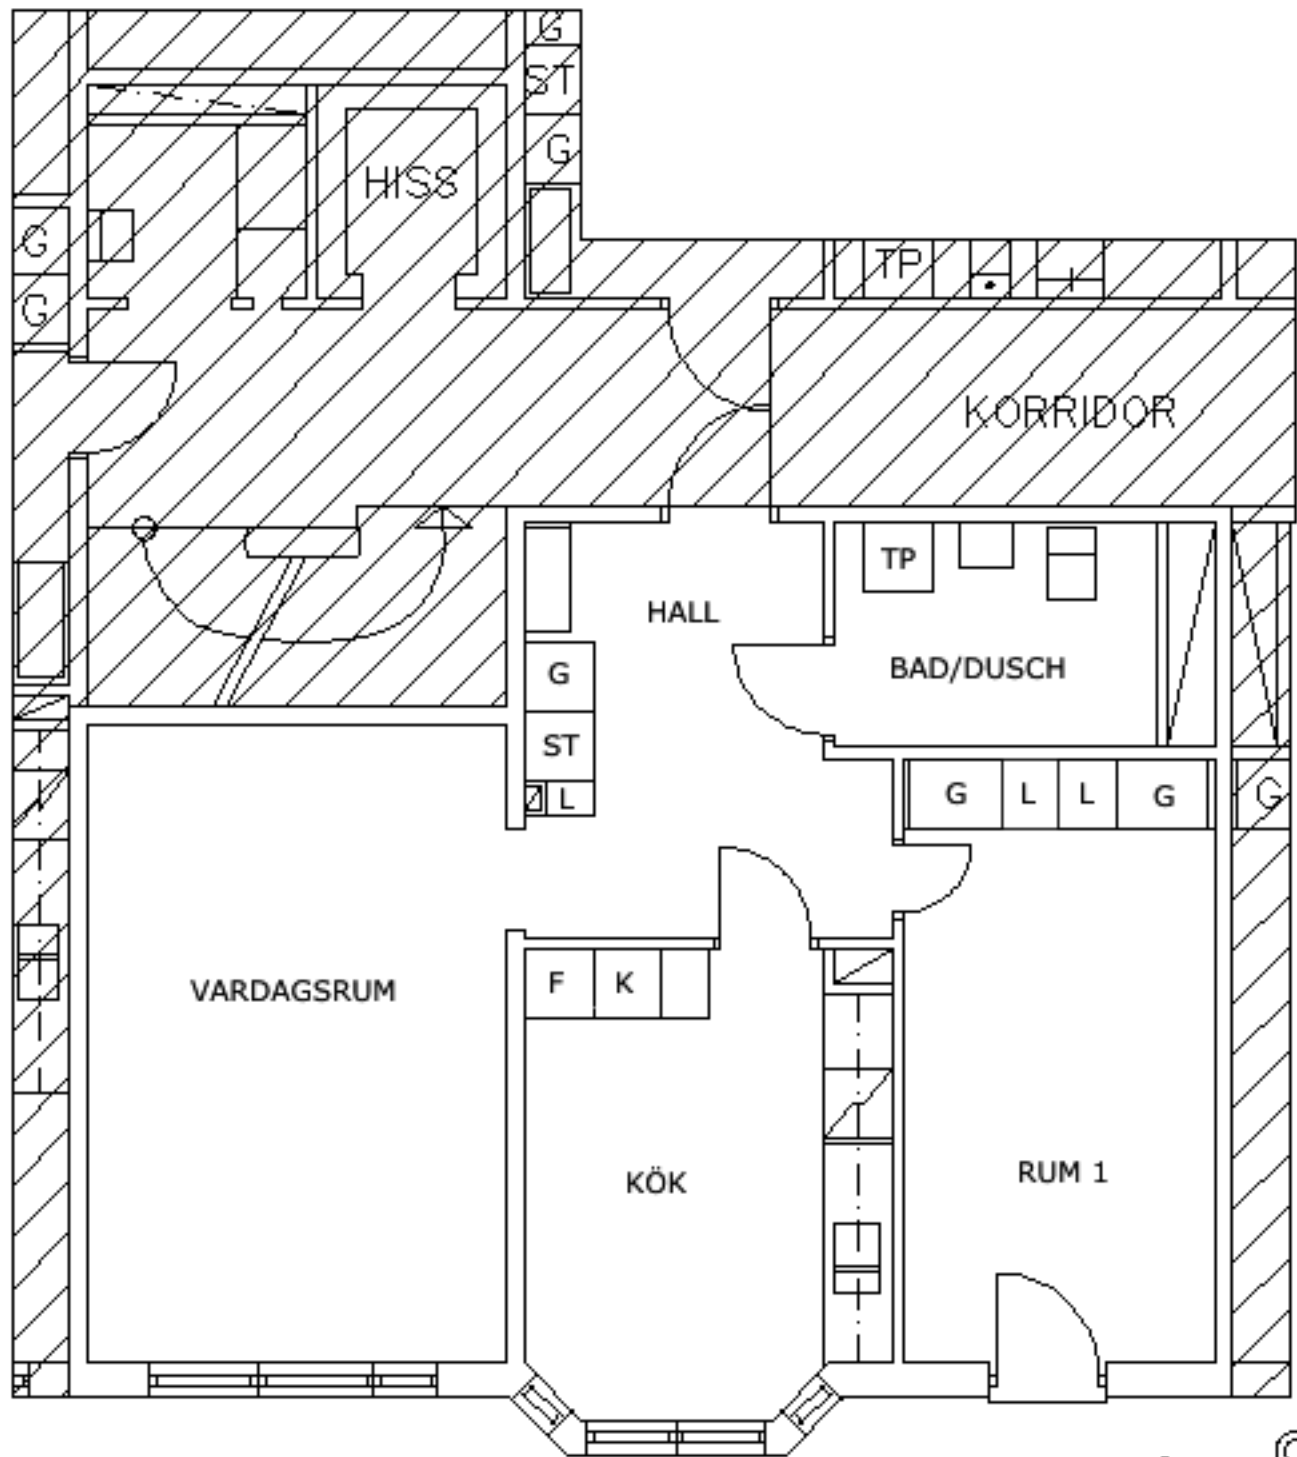 G
ST
G
HISS
G
G
TP
KORRIDOR
TP
HALL
BAD/DUSCH
G
ST
L
G
L
L
G
G
VARDAGSRUM
F
K
KÖK
RUM 1